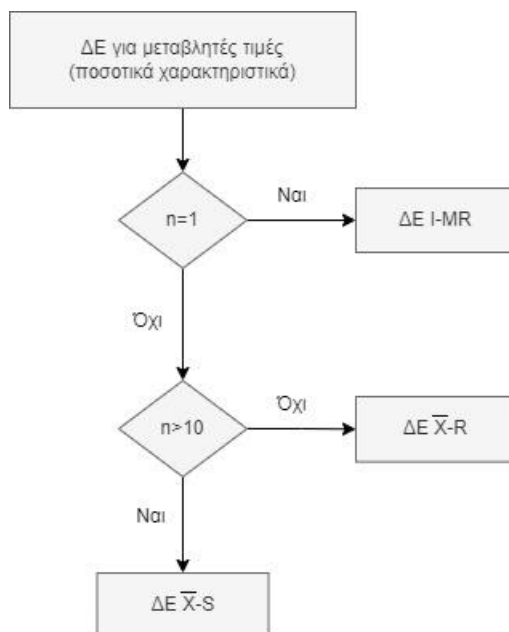 ΔΕ για μεταβλητές τιμές
(ποσοτικά χαρακτηριστικά)
n=1
Ναι
ΔΕ I-MR
Όχι
n>10
Όχι
ΔΕ X̅-R
Ναι
ΔΕ X̅-S